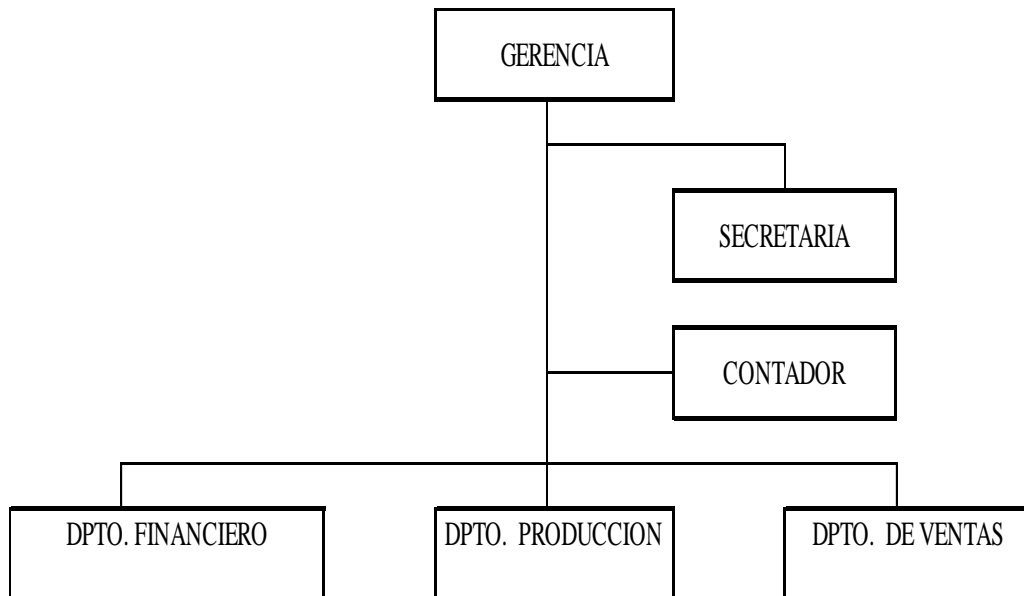 GERENCIA
SECRETARIA
CONTADOR
DPTO. FINANCIERO
DPTO. PRODUCCION
DPTO. DE VENTAS